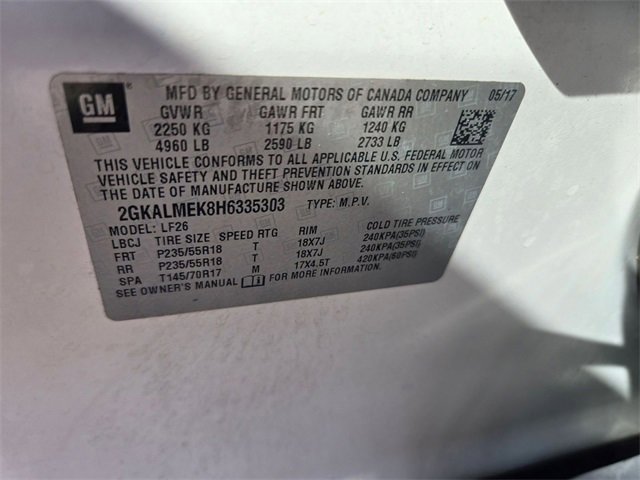 GM
MFD BY GENERAL MOTORS OF CANADA COMPANY 05/17
GVWR GAWR FRT GAWR RR
2250 KG 1175 KG 1240 KG
4960 LB 2590 LB 2733 LB
THIS VEHICLE CONFORMS TO ALL APPLICABLE U.S. FEDERAL MOTOR
VEHICLE SAFETY AND THEFT PREVENTION STANDARDS IN EFFECT ON
THE DATE OF MANUFACTURE SHOWN ABOVE.
2GKALMEK8H6335303 TYPE: M.P.V.
MODEL: LF26
LBCJ TIRE SIZE SPEED RTG RIM COLD TIRE PRESSURE
FRT P235/55R18 T 18X7J 240KPA(35PSI)
RR P235/55R18 T 18X7J 240KPA(35PSI)
SPA T145/70R17 M 17X4.5T 420KPA(60PSI)
SEE OWNER'S MANUAL FOR MORE INFORMATION.